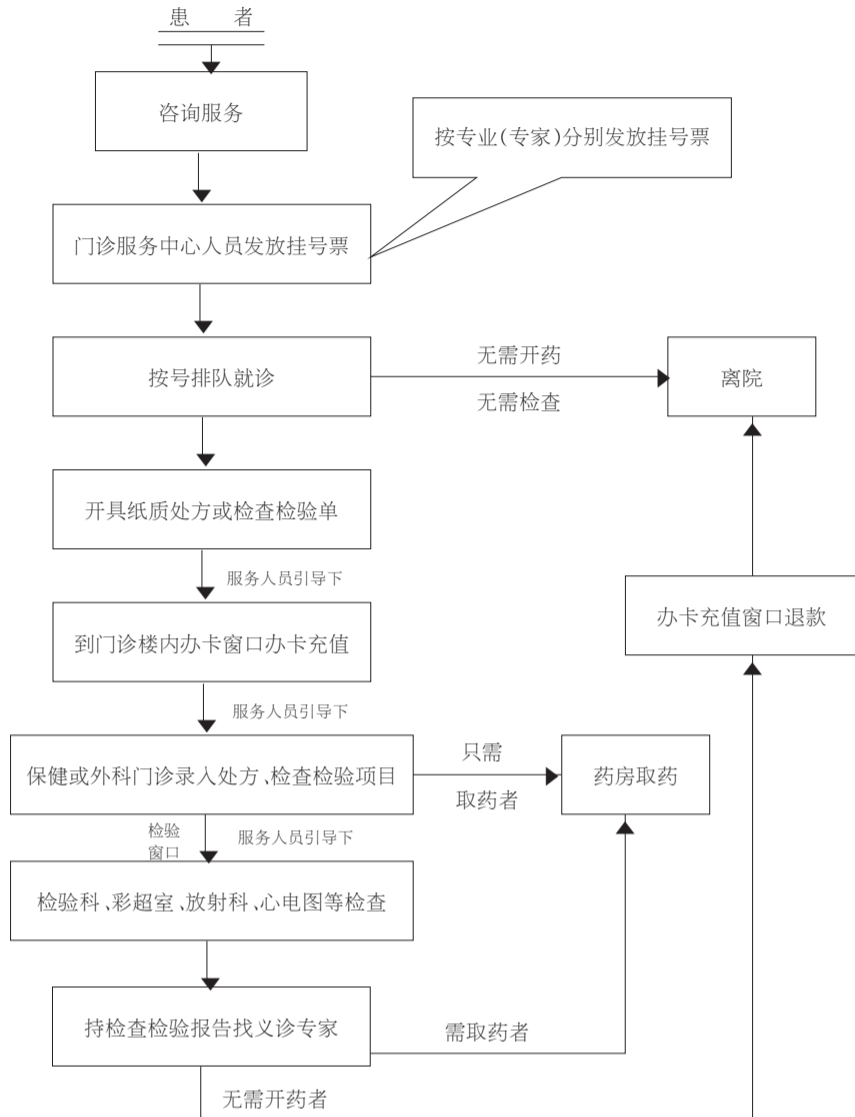 患 者
咨询服务
按专业(专家)分别发放挂号票
门诊服务中心人员发放挂号票
按号排队就诊
无需开药
无需检查
离院
开具纸质处方或检查检验单
服务人员引导下
到门诊楼内办卡窗口办卡充值
办卡充值窗口退款
服务人员引导下
保健或外科门诊录入处方、检查检验项目
只需
取药者
药房取药
检验
窗口
服务人员引导下
检验科、彩超室、放射科、心电图等检查
持检查检验报告找义诊专家
需取药者
无需开药者